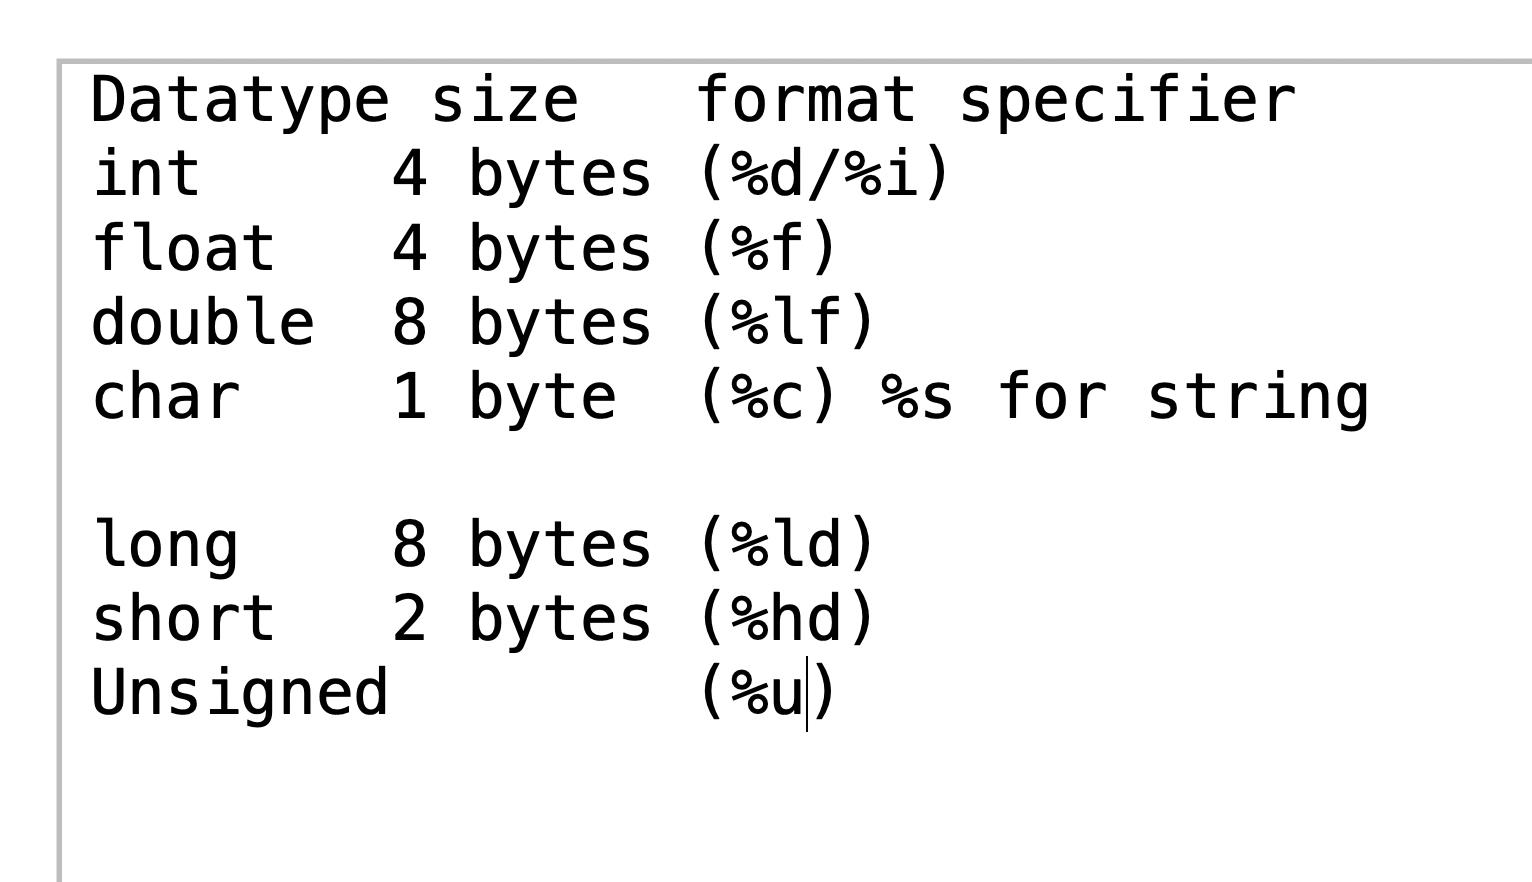 Datatype size   format specifier
int     4 bytes (%d/%i)
float   4 bytes (%f)
double  8 bytes (%lf)
char    1 byte  (%c) %s for string
long    8 bytes (%ld)
short   2 bytes (%hd)
Unsigned        (%u)